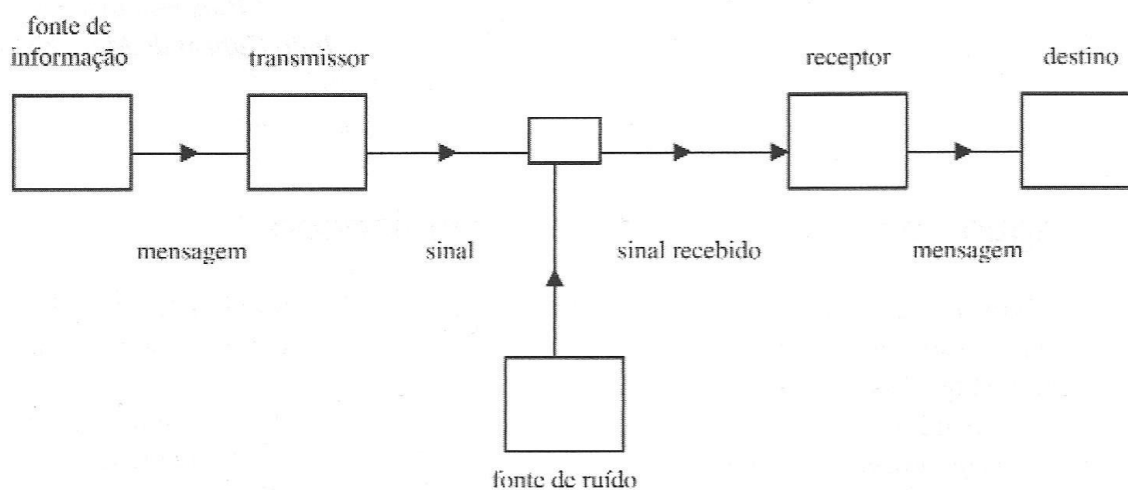 fonte de
informação
transmissor
receptor
destino
mensagem
sinal
sinal recebido
mensagem
fonte de ruído